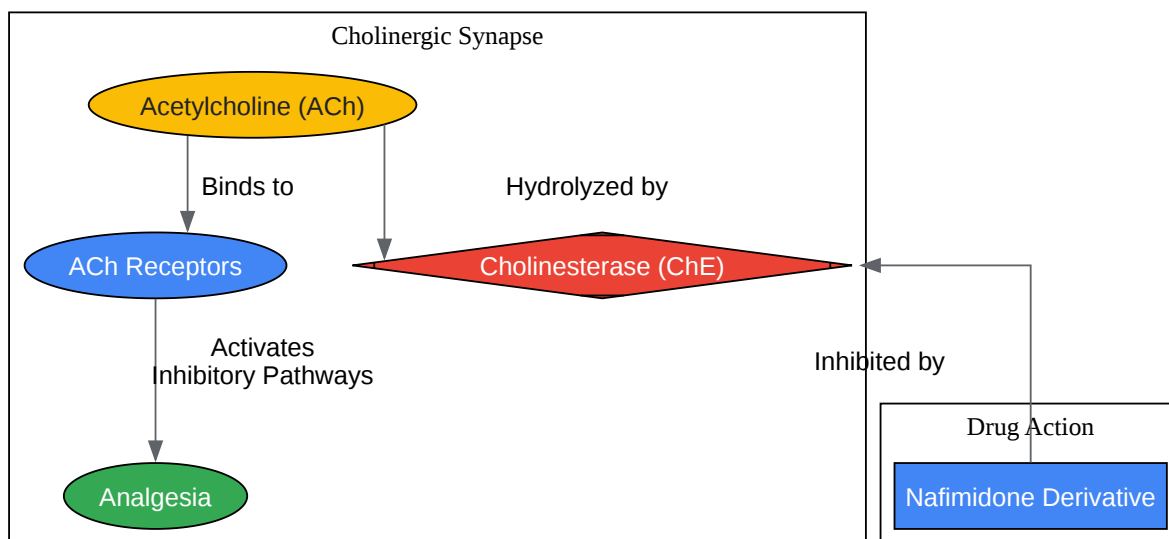 Cholinergic Synapse
Acetylcholine (ACh)
Binds to
Hydrolyzed by
ACh Receptors
Cholinesterase (ChE)
Activates
Inhibitory Pathways
Inhibited by
Drug Action
Analgesia
Nafimidone Derivative